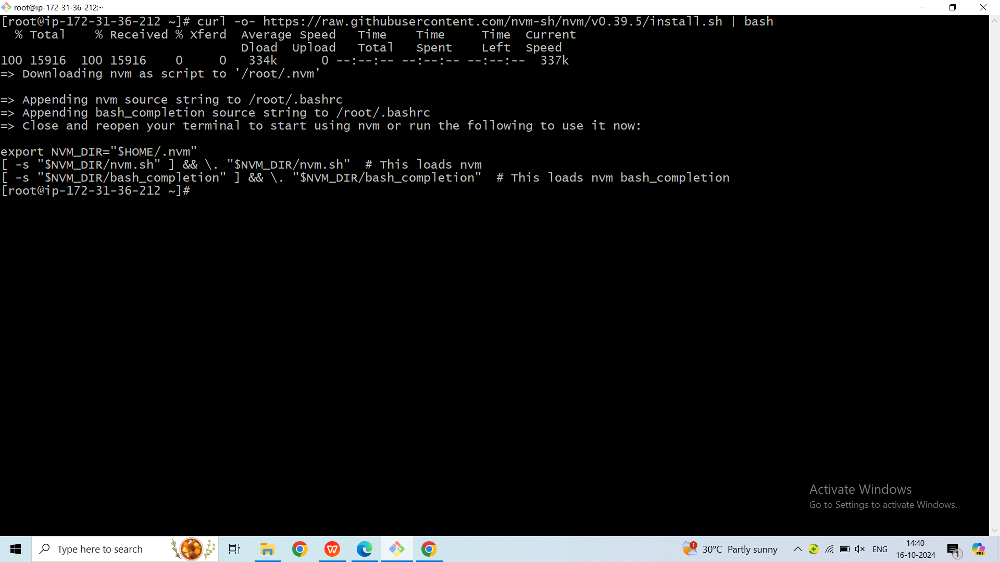 root@ip-172-31-36-212:~
[root@ip-172-31-36-212 ~]# curl -o- https://raw.githubusercontent.com/nvm-sh/nvm/v0.39.5/install.sh | bash
  % Total    % Received % Xferd  Average Speed   Time    Time     Time  Current
                                 Dload  Upload   Total   Spent    Left  Speed
100 15916  100 15916    0     0   334k      0 --:--:-- --:--:-- --:--:--  337k
=> Downloading nvm as script to '/root/.nvm'
=> Appending nvm source string to /root/.bashrc
=> Appending bash_completion source string to /root/.bashrc
=> Close and reopen your terminal to start using nvm or run the following to use it now:
export NVM_DIR="$HOME/.nvm"
[ -s "$NVM_DIR/nvm.sh" ] && \. "$NVM_DIR/nvm.sh"  # This loads nvm
[ -s "$NVM_DIR/bash_completion" ] && \. "$NVM_DIR/bash_completion"  # This loads nvm bash_completion
[root@ip-172-31-36-212 ~]#
Activate Windows
Go to Settings to activate Windows.
Type here to search
1
30°C Partly sunny
ENG
14:40
16-10-2024
1
PRE